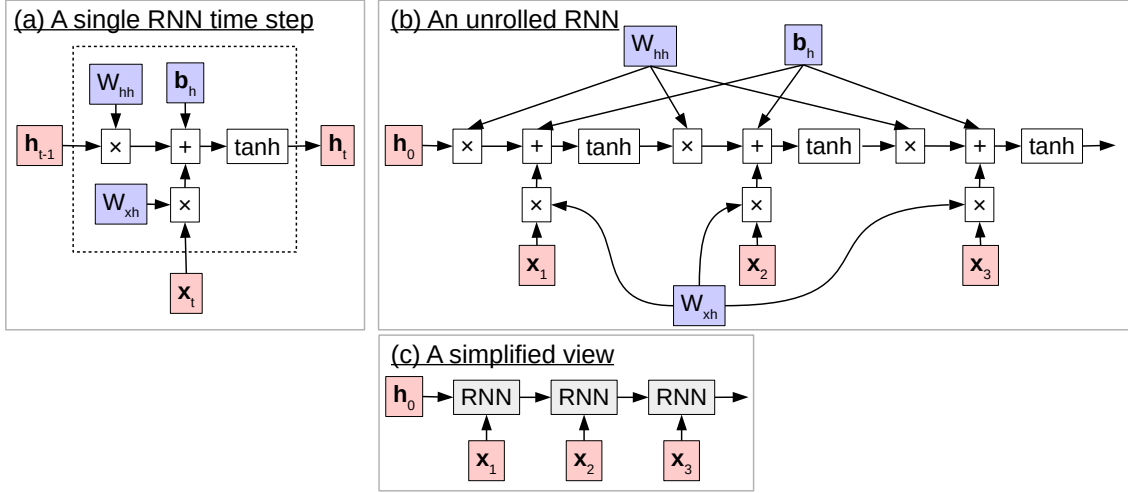 (a) A single RNN time step
W_hh b_h
h_t-1 × + tanh h_t
W_xh ×
x_t
(b) An unrolled RNN
W_hh b_h
h_0 × + tanh × + tanh × + tanh
× × ×
x_1 x_2 x_3
W_xh
(c) A simplified view
h_0 RNN RNN RNN
x_1 x_2 x_3